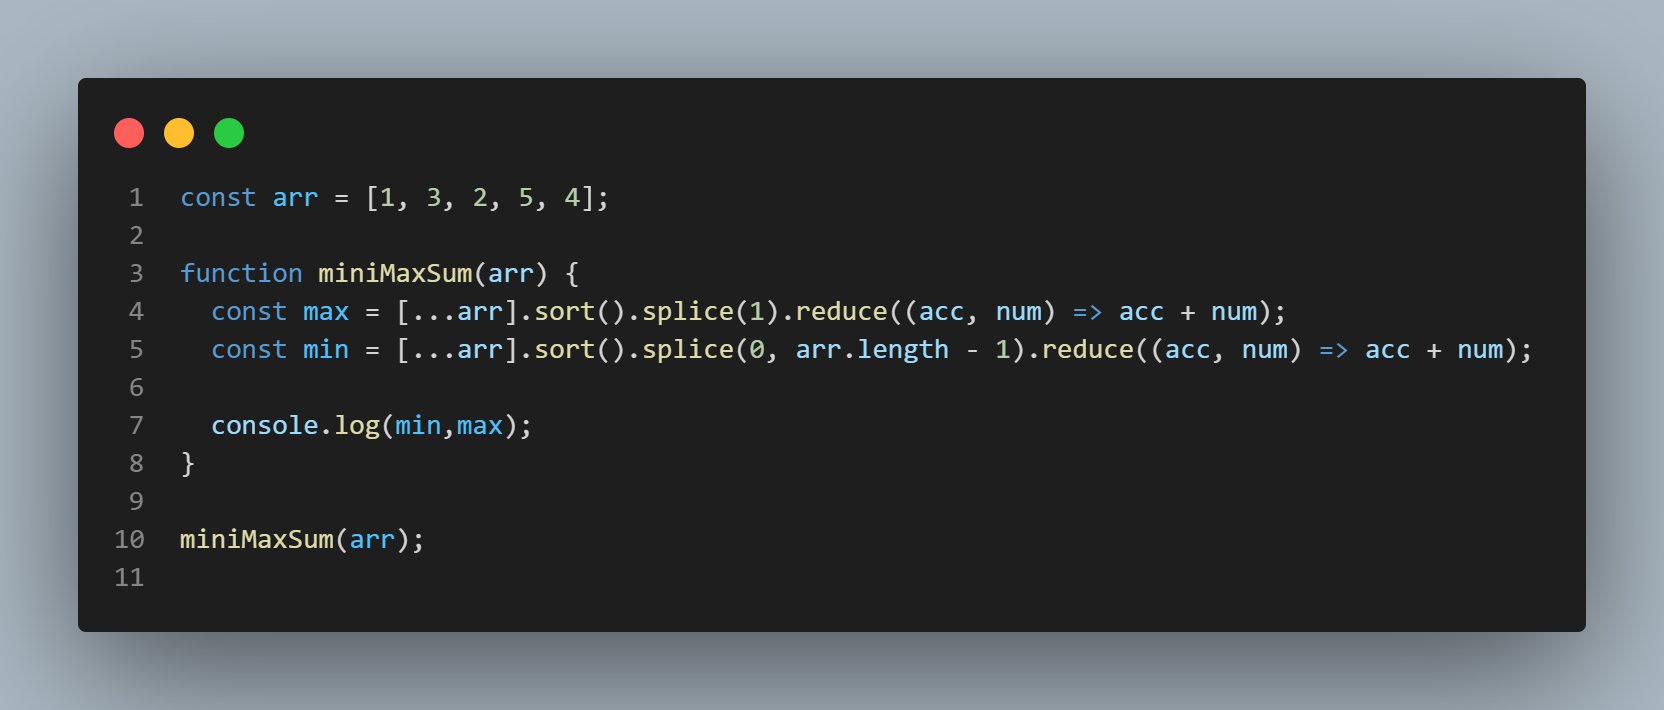 1 const arr = [1, 3, 2, 5, 4];
2
3 function miniMaxSum(arr) {
4   const max = [...arr].sort().splice(1).reduce((acc, num) => acc + num);
5   const min = [...arr].sort().splice(0, arr.length - 1).reduce((acc, num) => acc + num);
6
7   console.log(min,max);
8 }
9
10 miniMaxSum(arr);
11